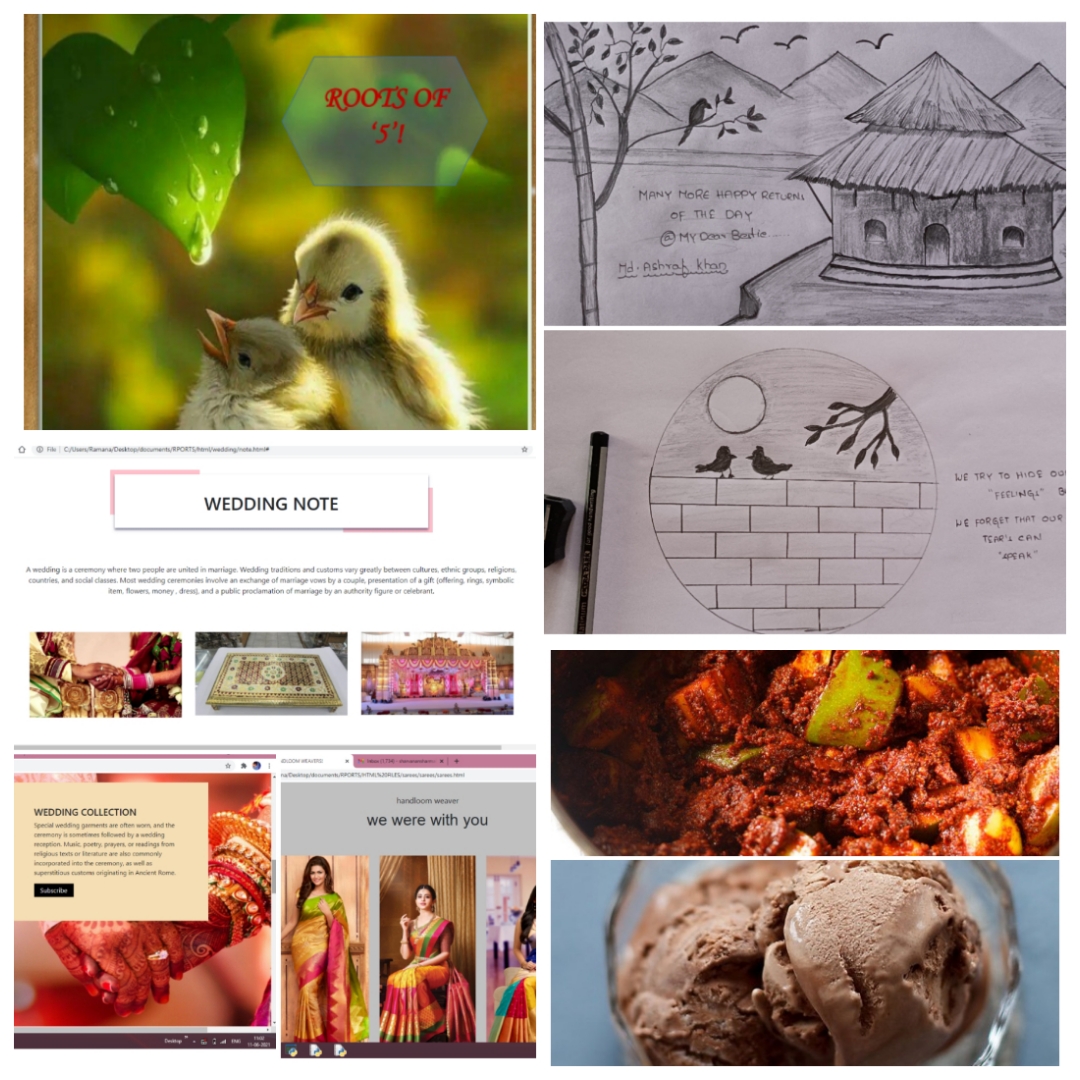 ROOTS OF
‘5’!
MANY MORE HAPPY RETURNS
OF THE DAY
@ MY Dear Bestie
Md. Ashraf Khan
WE TRY TO HIDE OU
"FEELINGS" B
WE FORGET THAT OUR
TEAR'S CAN
"SPEAK"
File | C:/Users/Ramana/Desktop/documents/RPORTS/html/wedding/note.html#
WEDDING NOTE
A wedding is a ceremony where two people are united in marriage. Wedding traditions and customs vary greatly between cultures, ethnic groups, religions,
countries, and social classes. Most wedding ceremonies involve an exchange of marriage vows by a couple, presentation of a gift (offering, rings, symbolic
item, flowers, money , dress), and a public proclamation of marriage by an authority figure or celebrant.
WEDDING COLLECTION
Special wedding garments are often worn, and the
ceremony is sometimes followed by a wedding
reception. Music, poetry, prayers, or readings from
religious texts or literature are also commonly
incorporated into the ceremony, as well as
superstitious customs originating in Ancient Rome.
Subscribe
Desktop
ENG
11:02
11-06-2021
DLOOM WEAVERS
na/Desktop/documents/RPORTS/HTML%20FILES/sarees/sarees.html
handloom weaver
we were with you